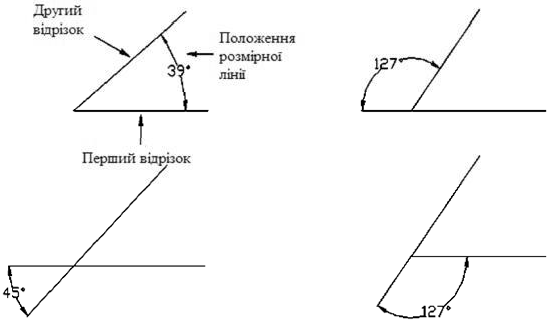 Другий
відрізок
Положення
розмірної
лінії
39°
Перший відрізок
127°
45°
127°